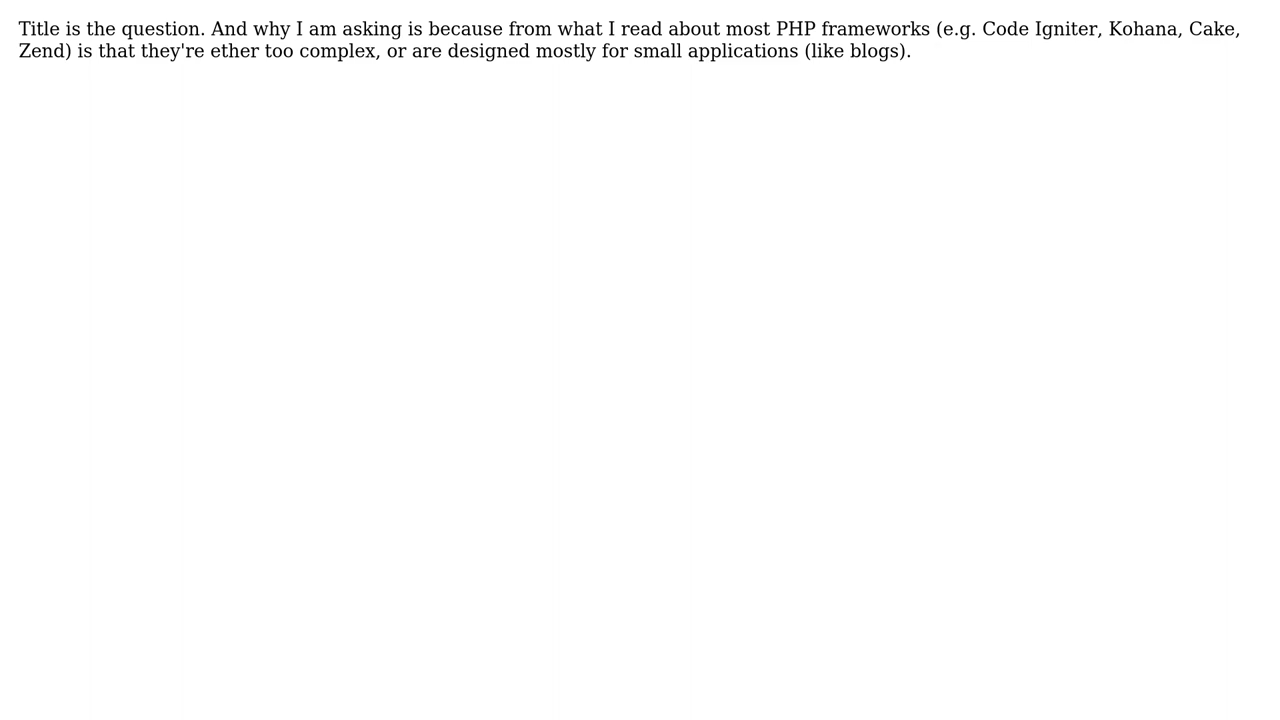 Title is the question. And why I am asking is because from what I read about most PHP frameworks (e.g. Code Igniter, Kohana, Cake,
Zend) is that they're ether too complex, or are designed mostly for small applications (like blogs).